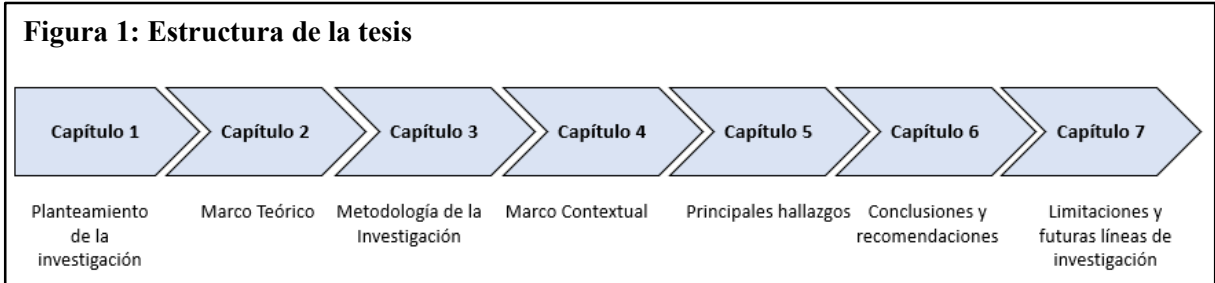 Figura 1: Estructura de la tesis
Capítulo 1
Capítulo 2
Capítulo 3
Capítulo 4
Capítulo 5
Capítulo 6
Capítulo 7
Planteamiento
de la
investigación
Marco Teórico
Metodología de la
Investigación
Marco Contextual
Principales hallazgos
Conclusiones y
recomendaciones
Limitaciones y
futuras líneas de
investigación